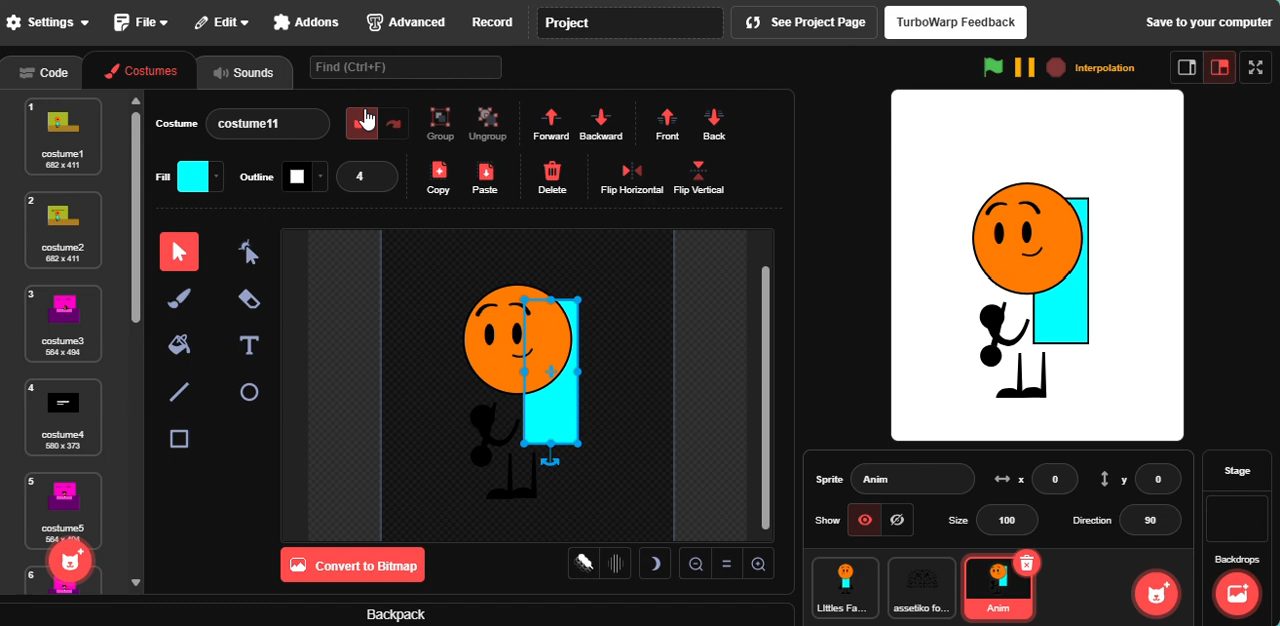 Settings File Edit Addons Advanced Record Project See Project Page TurboWarp Feedback Save to your computer
Code Costumes Sounds Find (Ctrl+F) Interpolation
1
costume1
682 x 411
2
costume2
682 x 411
3
costume3
564 x 494
4
costume4
580 x 373
5
costume5
564 x 494
6
Costume costume11 Group Ungroup Forward Backward Front Back
Fill Outline 4 Copy Paste Delete Flip Horizontal Flip Vertical
Convert to Bitmap
Backpack
Sprite Anim x 0 y 0
Show Size 100 Direction 90
LIttles Fa... assetiko fo... Anim
Stage
Backdrops